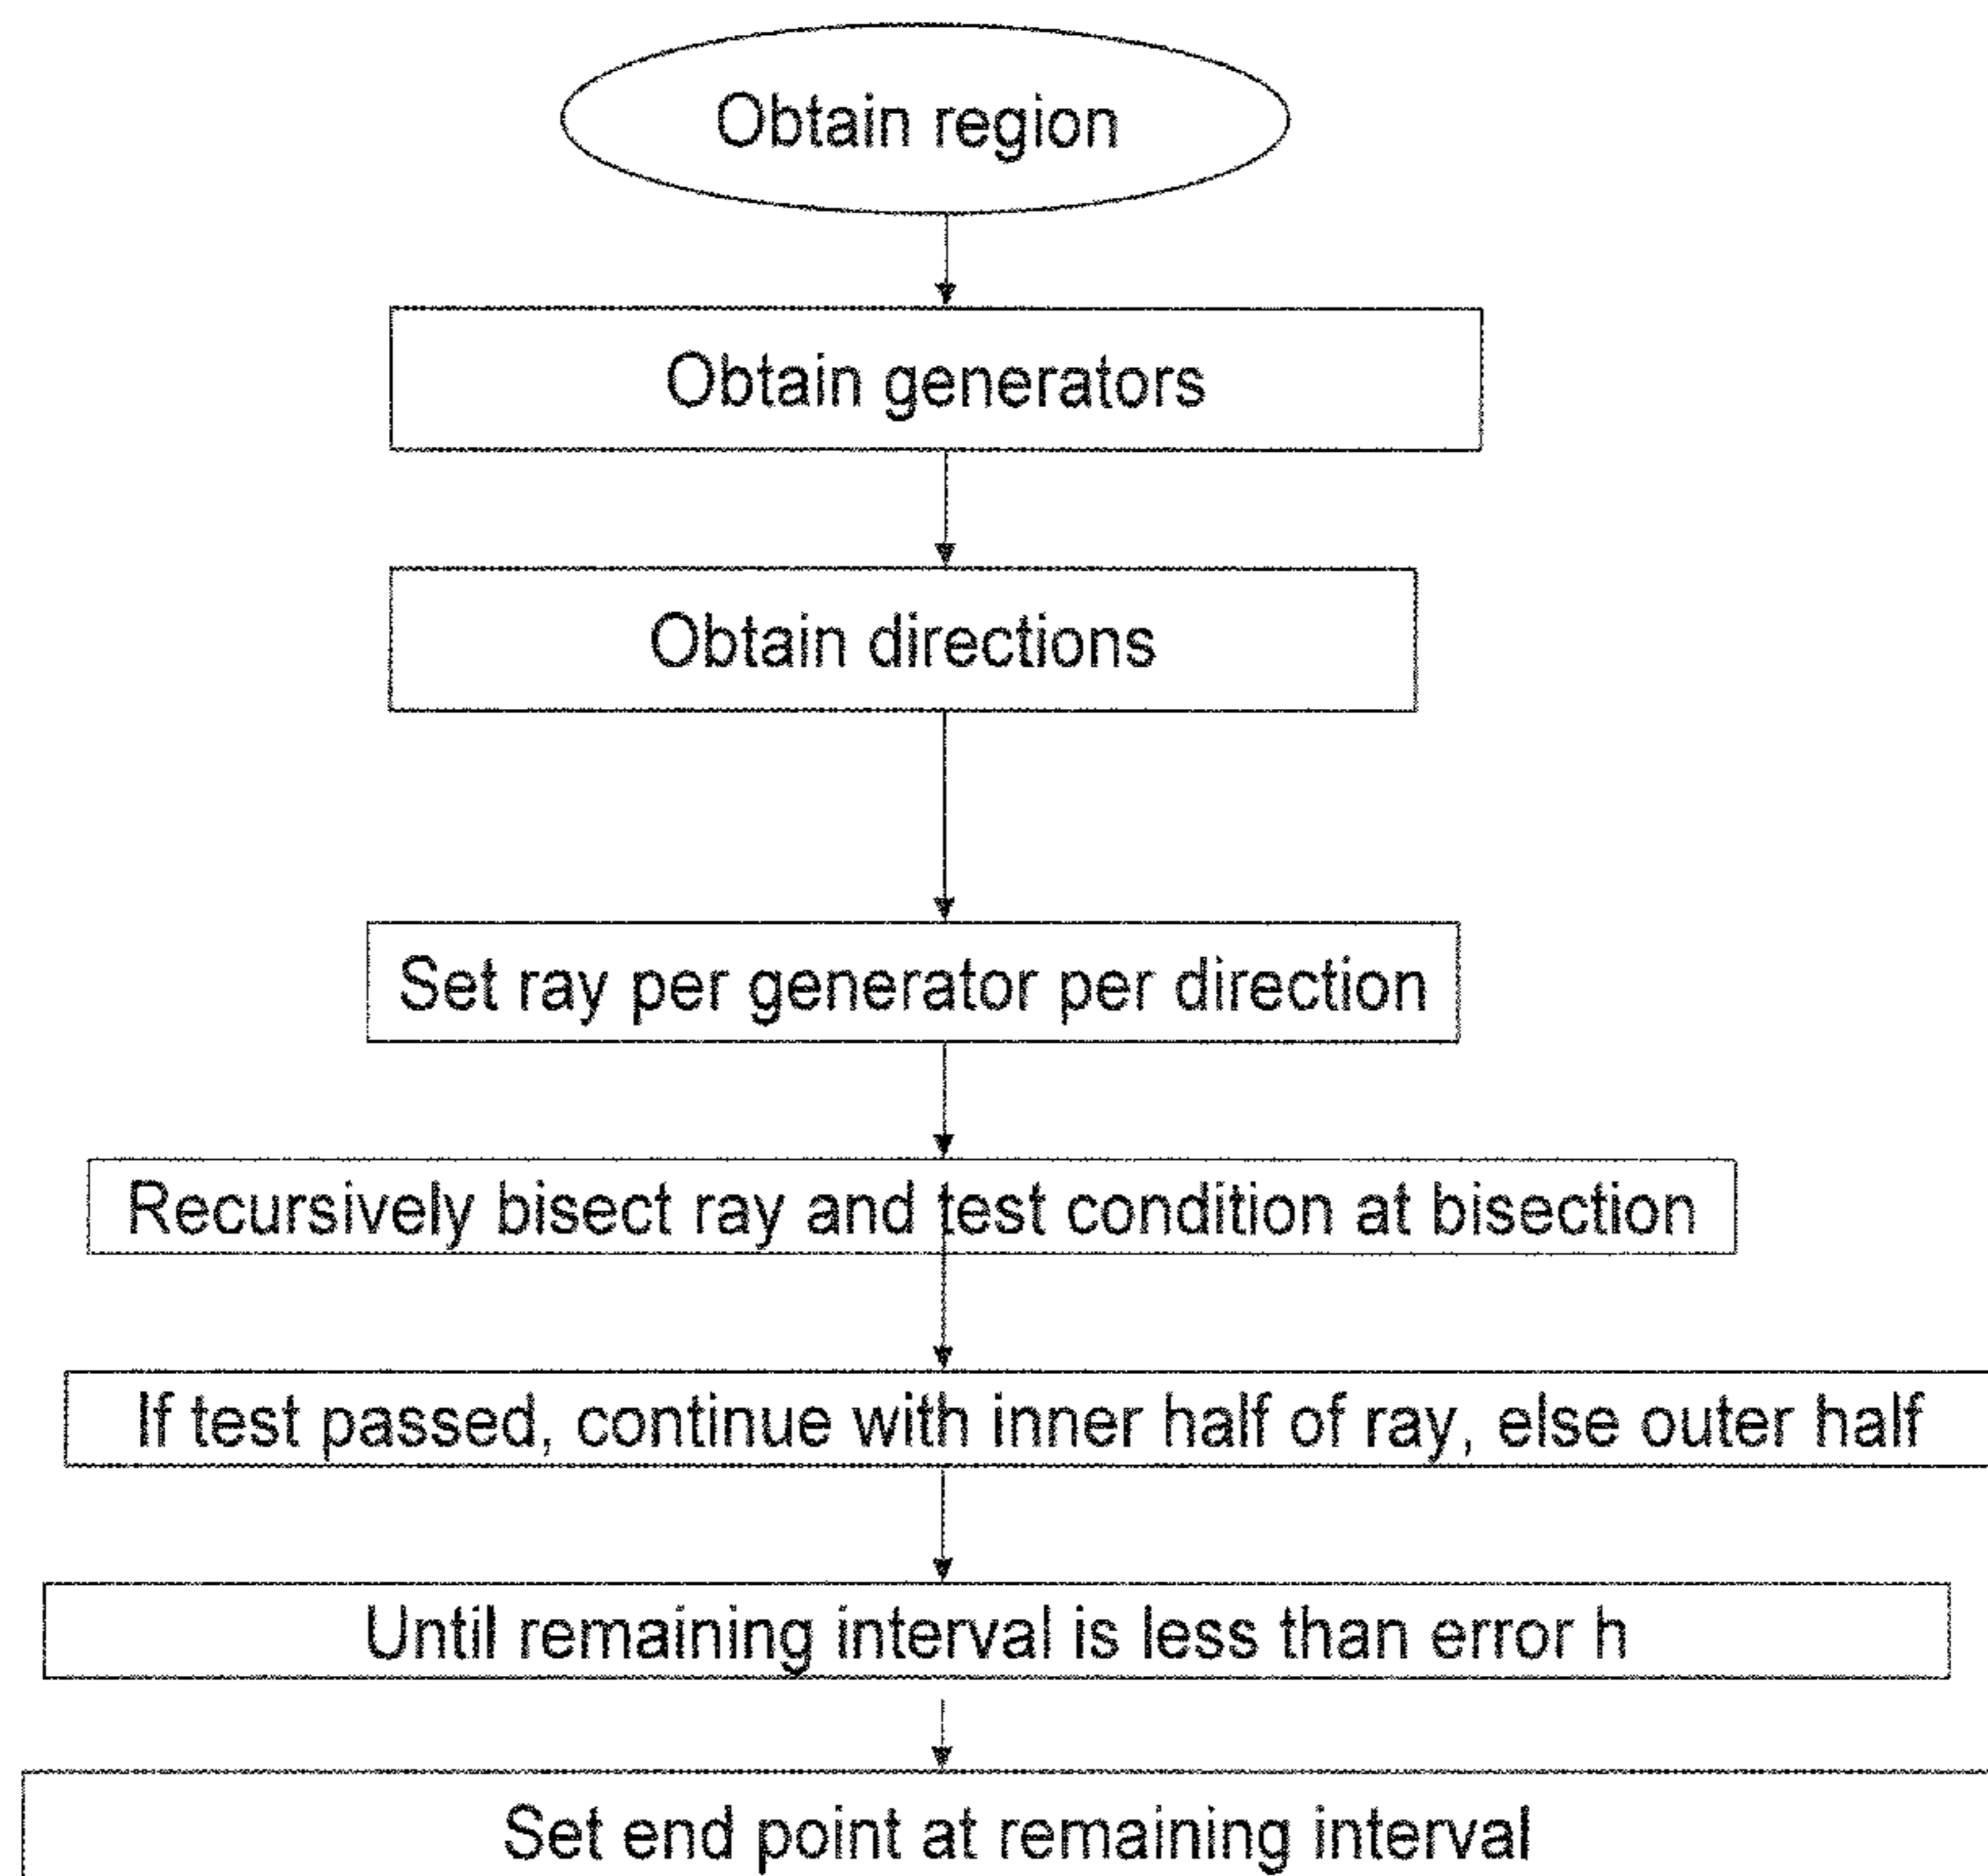 Obtain region
Obtain generators
Obtain directions
Set ray per generator per direction
Recursively bisect ray and test condition at bisection
If test passed, continue with inner half of ray, else outer half
Until remaining interval is less than error h
Set end point at remaining interval